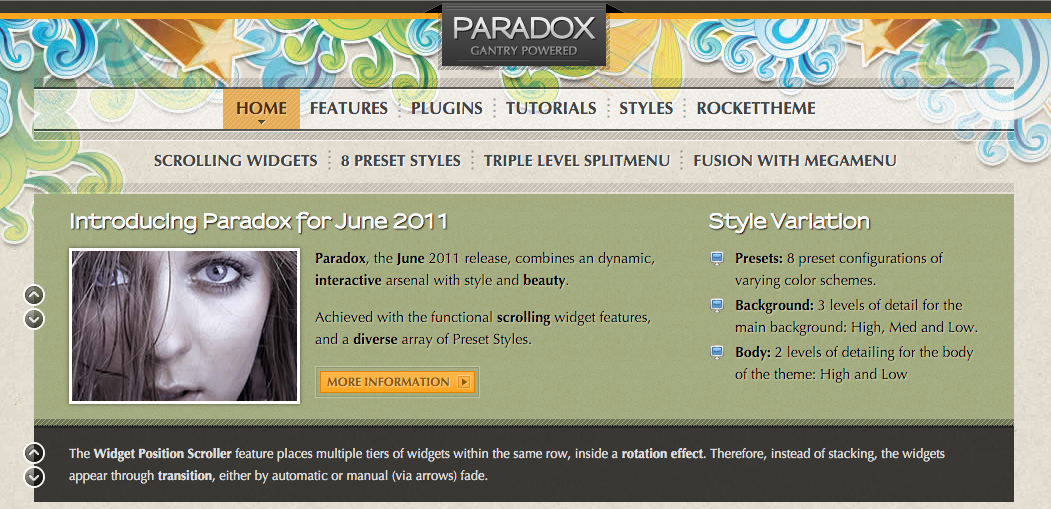 PARADOX
GANTRY POWERED
HOME FEATURES PLUGINS TUTORIALS STYLES ROCKETTHEME
SCROLLING WIDGETS 8 PRESET STYLES TRIPLE LEVEL SPLITMENU FUSION WITH MEGAMENU
Introducing Paradox for June 2011
Paradox, the June 2011 release, combines an dynamic,
interactive arsenal with style and beauty.
Achieved with the functional scrolling widget features,
and a diverse array of Preset Styles.
MORE INFORMATION
Style Variation
Presets: 8 preset configurations of
varying color schemes.
Background: 3 levels of detail for the
main background: High, Med and Low.
Body: 2 levels of detailing for the body
of the theme: High and Low
The Widget Position Scroller feature places multiple tiers of widgets within the same row, inside a rotation effect. Therefore, instead of stacking, the widgets
appear through transition, either by automatic or manual (via arrows) fade.